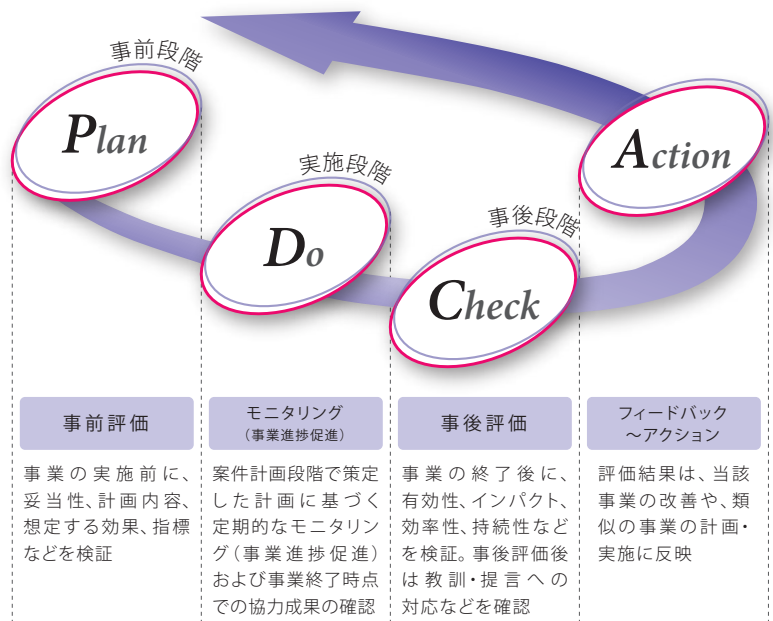 事前段階
Plan
実施段階
Do
事後段階
Check
Action
事前評価
事業の実施前に、
妥当性、計画内容、
想定する効果、指標
などを検証
モニタリング
（事業進捗促進）
案件計画段階で策定
した計画に基づく
定期的なモニタリン
グ（事業進捗促進）
および事業終了時点
での協力成果の確認
事後評価
事業の終了後に、
有効性、インパクト、
効率性、持続性など
を検証。事後評価後
は教訓・提言への
対応などを確認
フィードバック
～アクション
評価結果は、当該
事業の改善や、類
似の事業の計画・
実施に反映